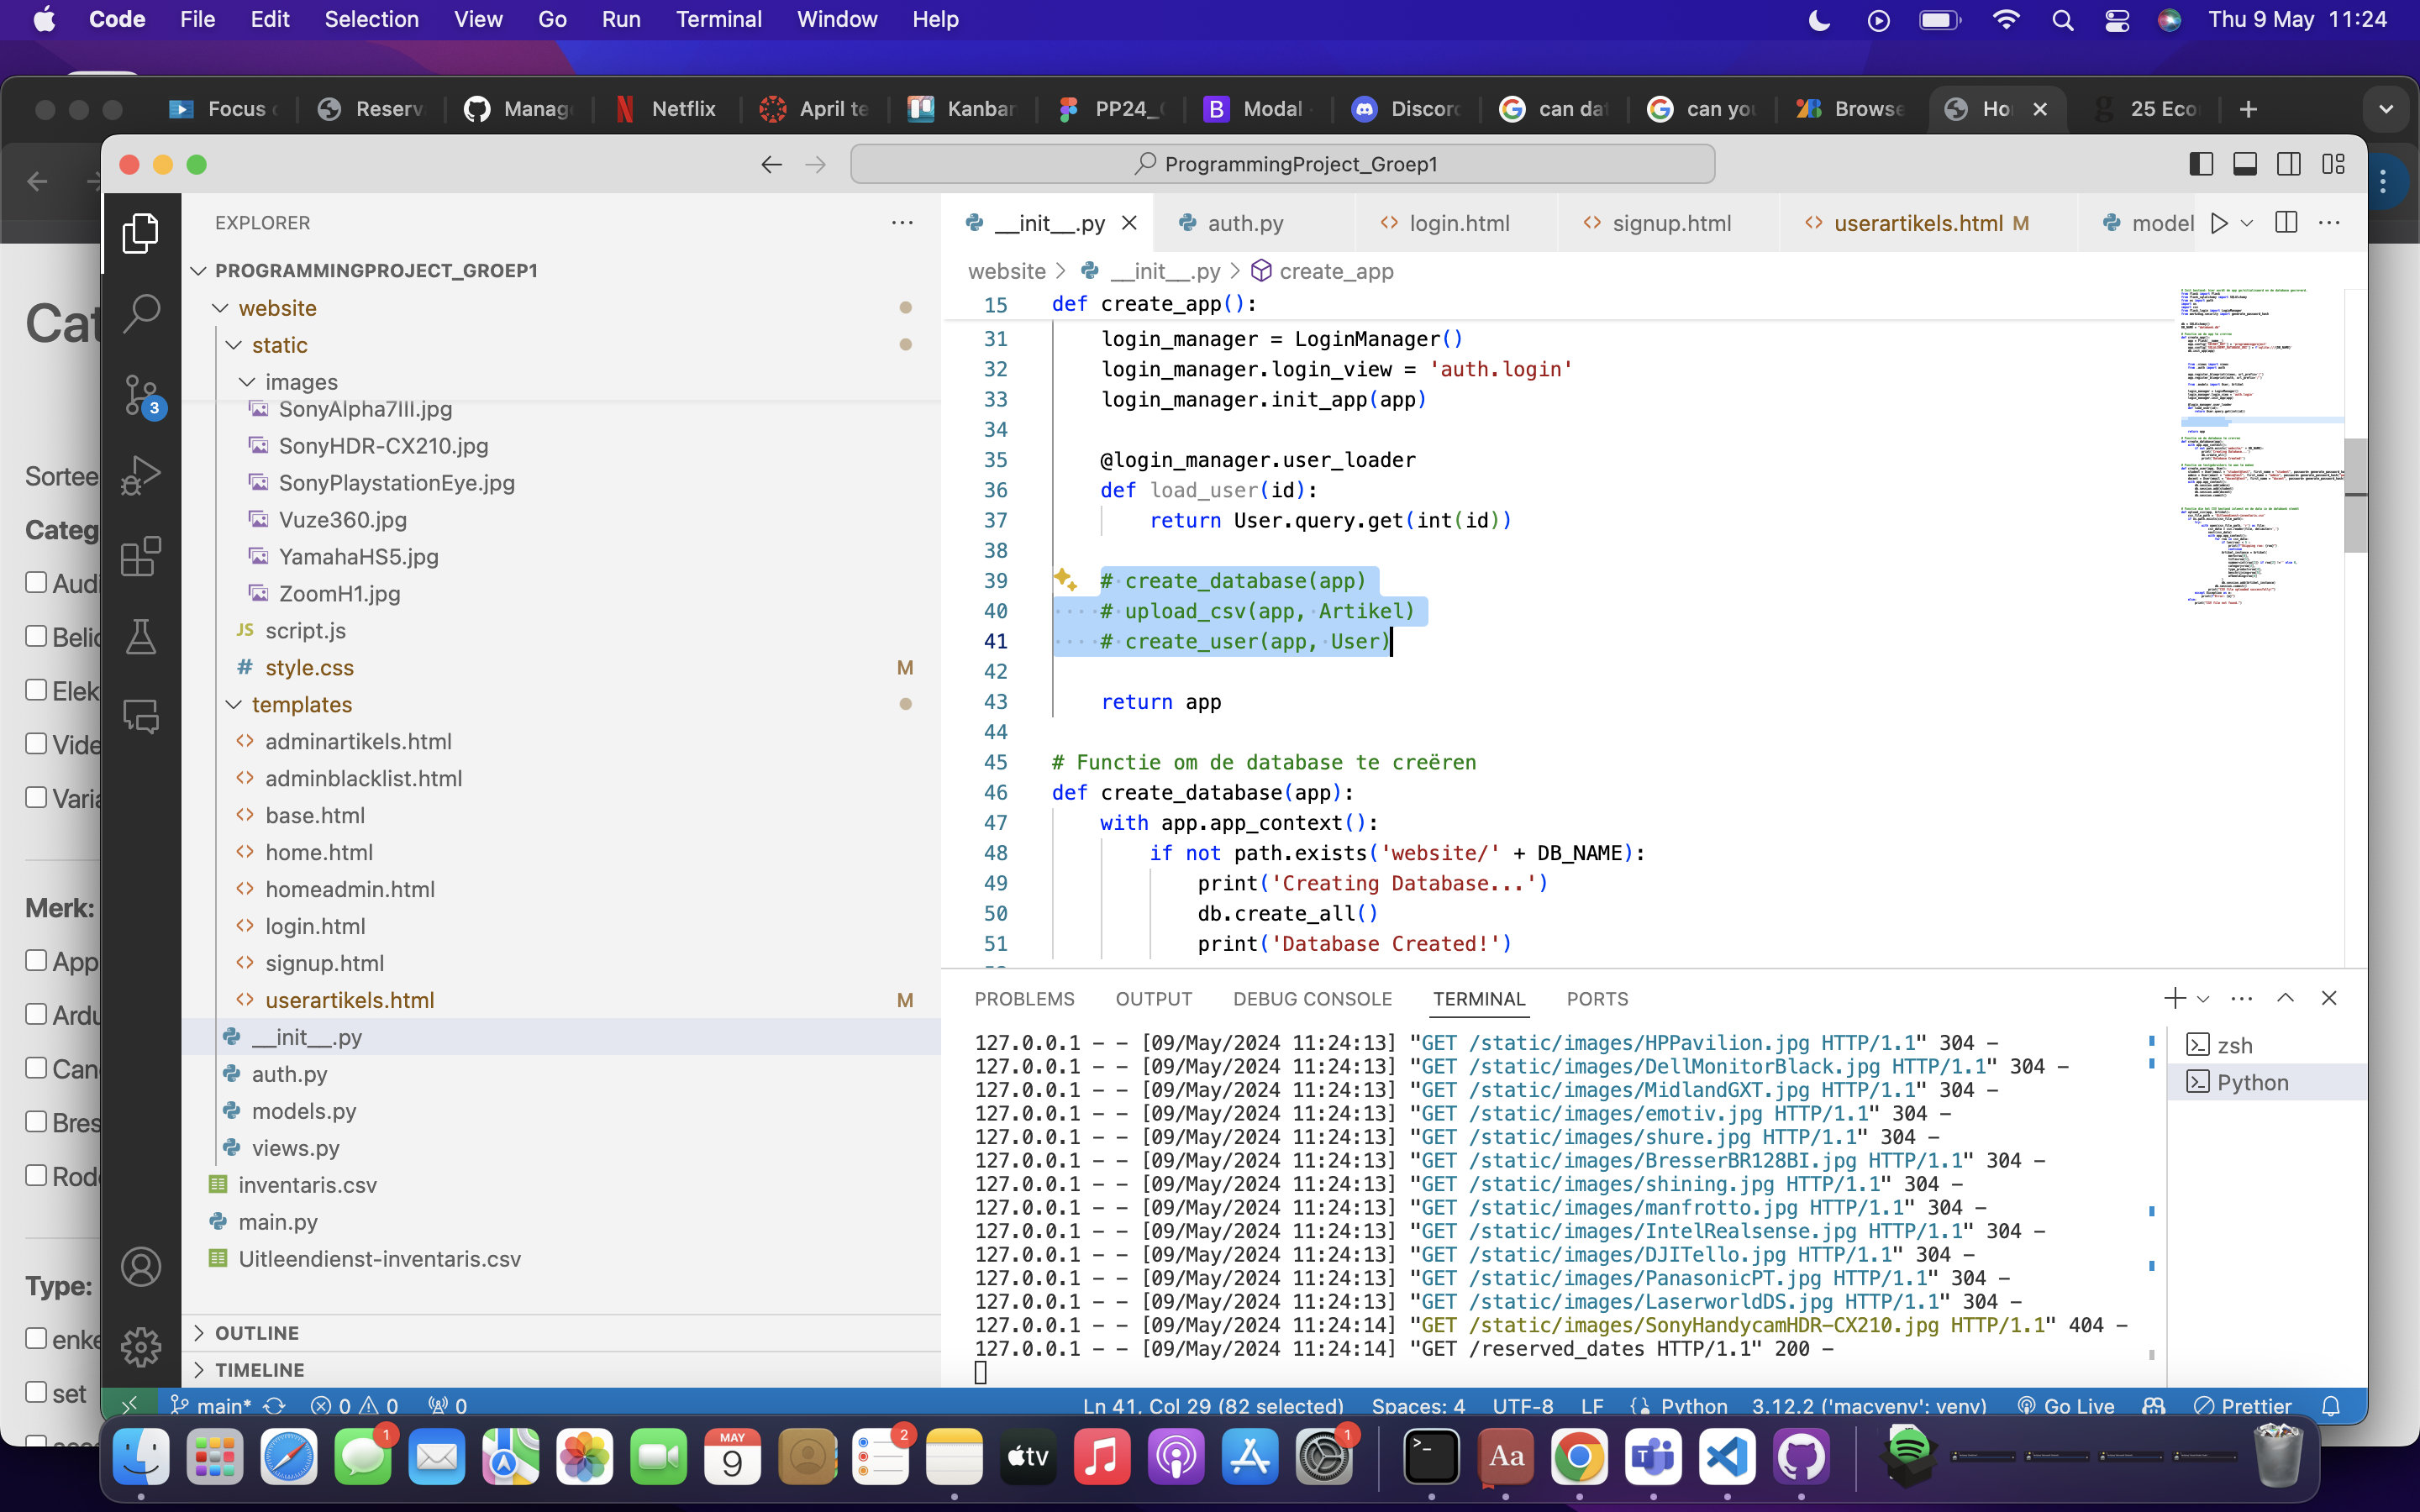 Code File Edit Selection View Go Run Terminal Window Help Thu 9 May 11:24
Focus Reserv Manag Netflix April te Kanban PP24_ Modal Discord can dat can you Browse Ho 25 Eco
Cat
Sortee
Categ
Audi
Belic
Elek
Vide
Varia
Merk:
App
Ardu
Can
Bres
Rode
Type:
enke
set
ProgrammingProject_Groep1
EXPLORER
PROGRAMMINGPROJECT_GROEP1
website
static
images
SonyAlpha7III.jpg
SonyHDR-CX210.jpg
SonyPlaystationEye.jpg
Vuze360.jpg
YamahaHS5.jpg
ZoomH1.jpg
JS script.js
# style.css M
templates
adminartikels.html
adminblacklist.html
base.html
home.html
homeadmin.html
login.html
signup.html
userartikels.html M
__init__.py
auth.py
models.py
views.py
inventaris.csv
main.py
Uitleendienst-inventaris.csv
OUTLINE
TIMELINE
3
__init__.py auth.py login.html signup.html userartikels.html M model
website > __init__.py > create_app
15 def create_app():
31 login_manager = LoginManager()
32 login_manager.login_view = 'auth.login'
33 login_manager.init_app(app)
34
35 @login_manager.user_loader
36 def load_user(id):
37 return User.query.get(int(id))
38
39 # create_database(app)
40 # upload_csv(app, Artikel)
41 # create_user(app, User)
42
43 return app
44
45 # Functie om de database te creëren
46 def create_database(app):
47 with app.app_context():
48 if not path.exists('website/' + DB_NAME):
49 print('Creating Database...')
50 db.create_all()
51 print('Database Created!')
PROBLEMS OUTPUT DEBUG CONSOLE TERMINAL PORTS
127.0.0.1 - - [09/May/2024 11:24:13] "GET /static/images/HPPavilion.jpg HTTP/1.1" 304 -
127.0.0.1 - - [09/May/2024 11:24:13] "GET /static/images/DellMonitorBlack.jpg HTTP/1.1" 304 -
127.0.0.1 - - [09/May/2024 11:24:13] "GET /static/images/MidlandGXT.jpg HTTP/1.1" 304 -
127.0.0.1 - - [09/May/2024 11:24:13] "GET /static/images/emotiv.jpg HTTP/1.1" 304 -
127.0.0.1 - - [09/May/2024 11:24:13] "GET /static/images/shure.jpg HTTP/1.1" 304 -
127.0.0.1 - - [09/May/2024 11:24:13] "GET /static/images/BresserBR128BI.jpg HTTP/1.1" 304 -
127.0.0.1 - - [09/May/2024 11:24:13] "GET /static/images/shining.jpg HTTP/1.1" 304 -
127.0.0.1 - - [09/May/2024 11:24:13] "GET /static/images/manfrotto.jpg HTTP/1.1" 304 -
127.0.0.1 - - [09/May/2024 11:24:13] "GET /static/images/IntelRealsense.jpg HTTP/1.1" 304 -
127.0.0.1 - - [09/May/2024 11:24:13] "GET /static/images/DJITello.jpg HTTP/1.1" 304 -
127.0.0.1 - - [09/May/2024 11:24:13] "GET /static/images/PanasonicPT.jpg HTTP/1.1" 304 -
127.0.0.1 - - [09/May/2024 11:24:13] "GET /static/images/LaserworldDS.jpg HTTP/1.1" 304 -
127.0.0.1 - - [09/May/2024 11:24:14] "GET /static/images/SonyHandycamHDR-CX210.jpg HTTP/1.1" 404 -
127.0.0.1 - - [09/May/2024 11:24:14] "GET /reserved_dates HTTP/1.1" 200 -
zsh
Python
main* 0 0 0 Ln 41, Col 29 (82 selected) Spaces: 4 UTF-8 LF Python 3.12.2 ('macvenv': venv) Go Live Prettier
1 MAY 9 2 tv 1 Aa